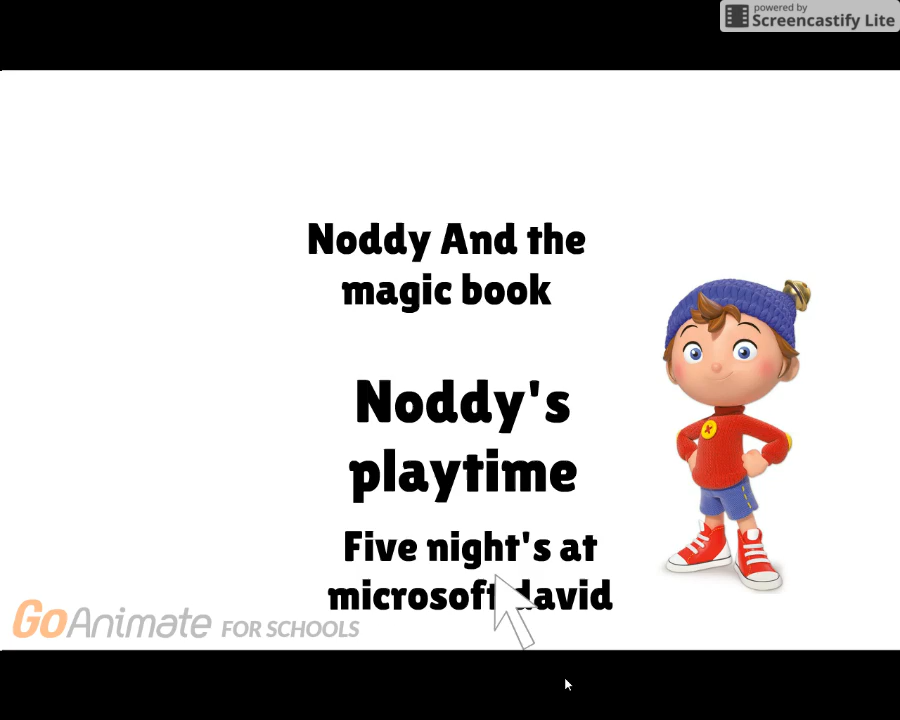 powered by
Screencastify Lite
Noddy And the
magic book
Noddy's
playtime
Five night's at
microsoft david
GoAnimate FOR SCHOOLS